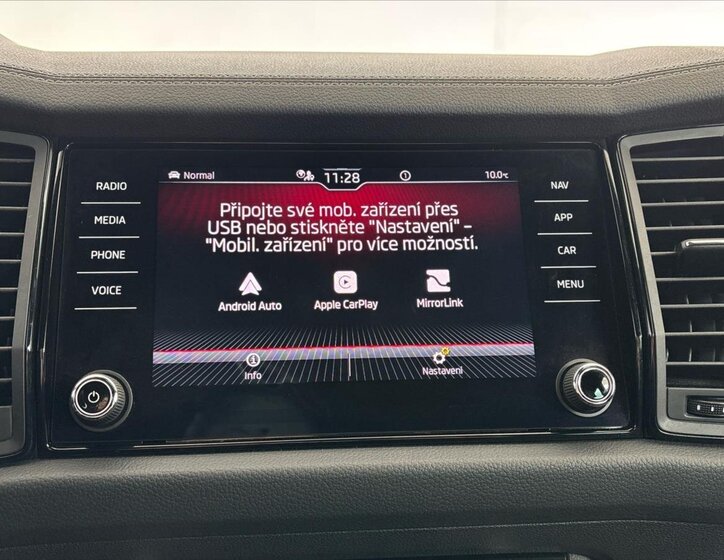 Normal 11:28 10.0°C
Připojte své mob. zařízení přes
USB nebo stiskněte "Nastavení" –
"Mobil. zařízení" pro více možností.
Android Auto Apple CarPlay MirrorLink
Info Nastavení
RADIO
MEDIA
PHONE
VOICE
NAV
APP
CAR
MENU